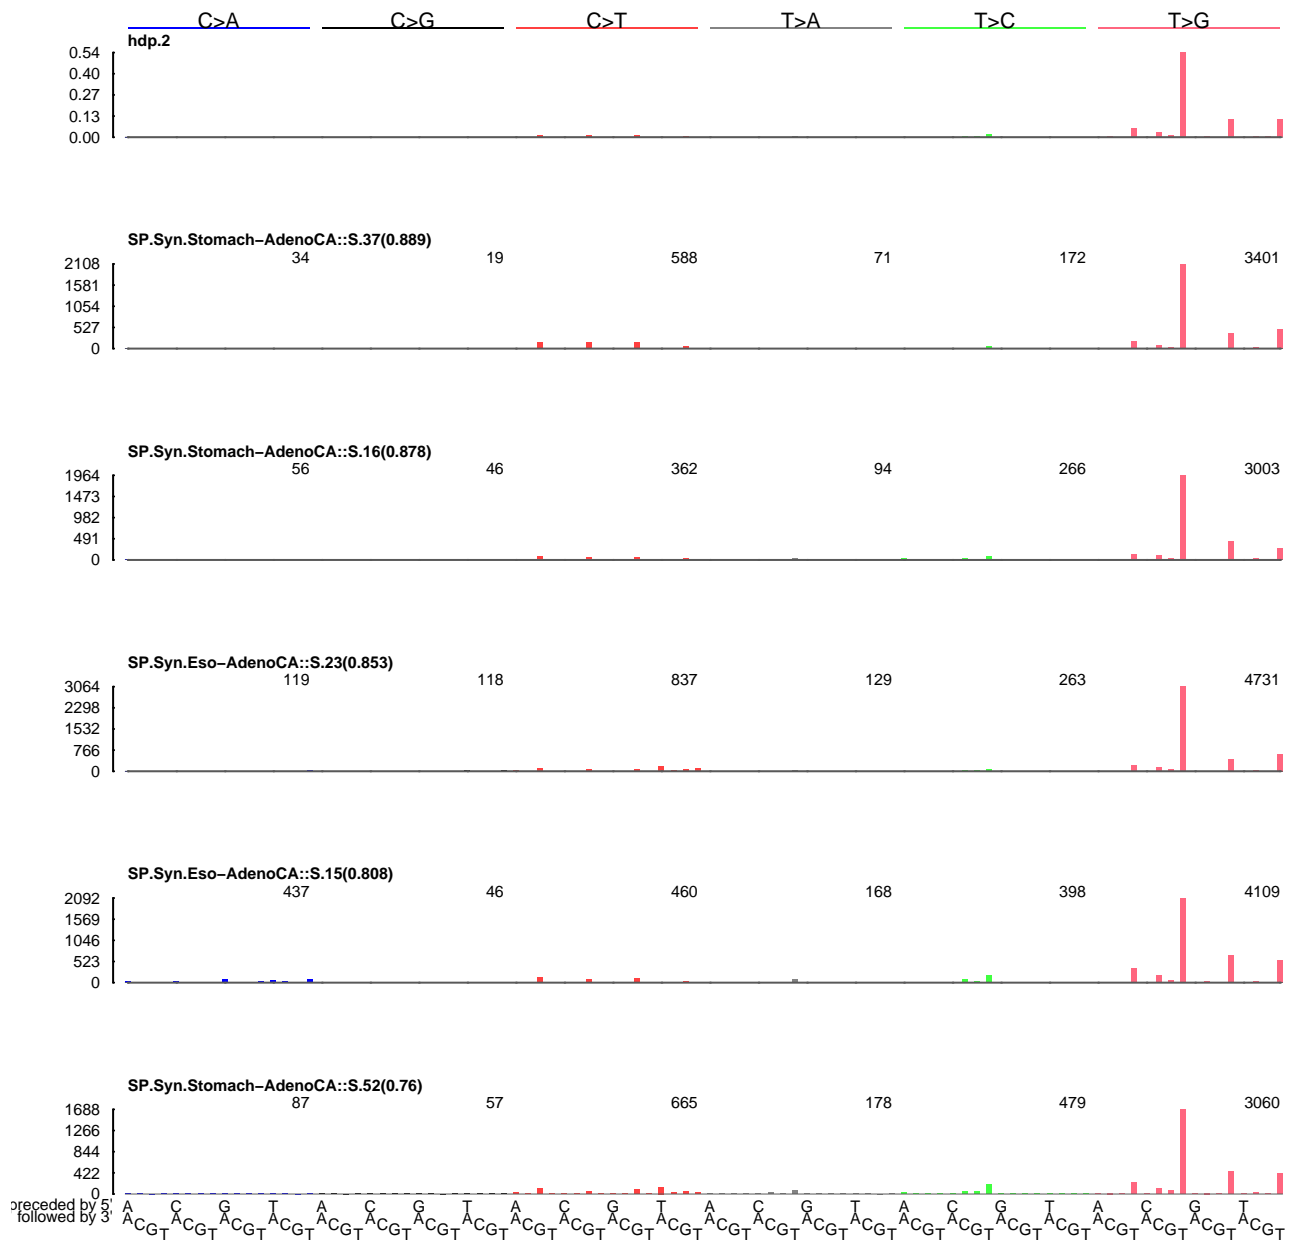 C>A C>G C>T T>A T>C T>G
hdp.2
0.54
0.40
0.27
0.13
0.00
SP.Syn.Stomach−AdenoCA::S.37(0.889)
34 19 588 71 172 3401
2108
1581
1054
527
0
SP.Syn.Stomach−AdenoCA::S.16(0.878)
56 46 362 94 266 3003
1964
1473
982
491
0
SP.Syn.Eso−AdenoCA::S.23(0.853)
119 118 837 129 263 4731
3064
2298
1532
766
0
SP.Syn.Eso−AdenoCA::S.15(0.808)
437 46 460 168 398 4109
2092
1569
1046
523
0
SP.Syn.Stomach−AdenoCA::S.52(0.76)
87 57 665 178 479 3060
1688
1266
844
422
0
preceded by 5' A C G T A C G T A C G T A C G T A C G T A C G T
followed by 3' A C G T A C G T A C G T A C G T A C G T A C G T A C G T A C G T A C G T A C G T A C G T A C G T A C G T A C G T A C G T A C G T A C G T A C G T A C G T A C G T A C G T A C G T A C G T A C G T